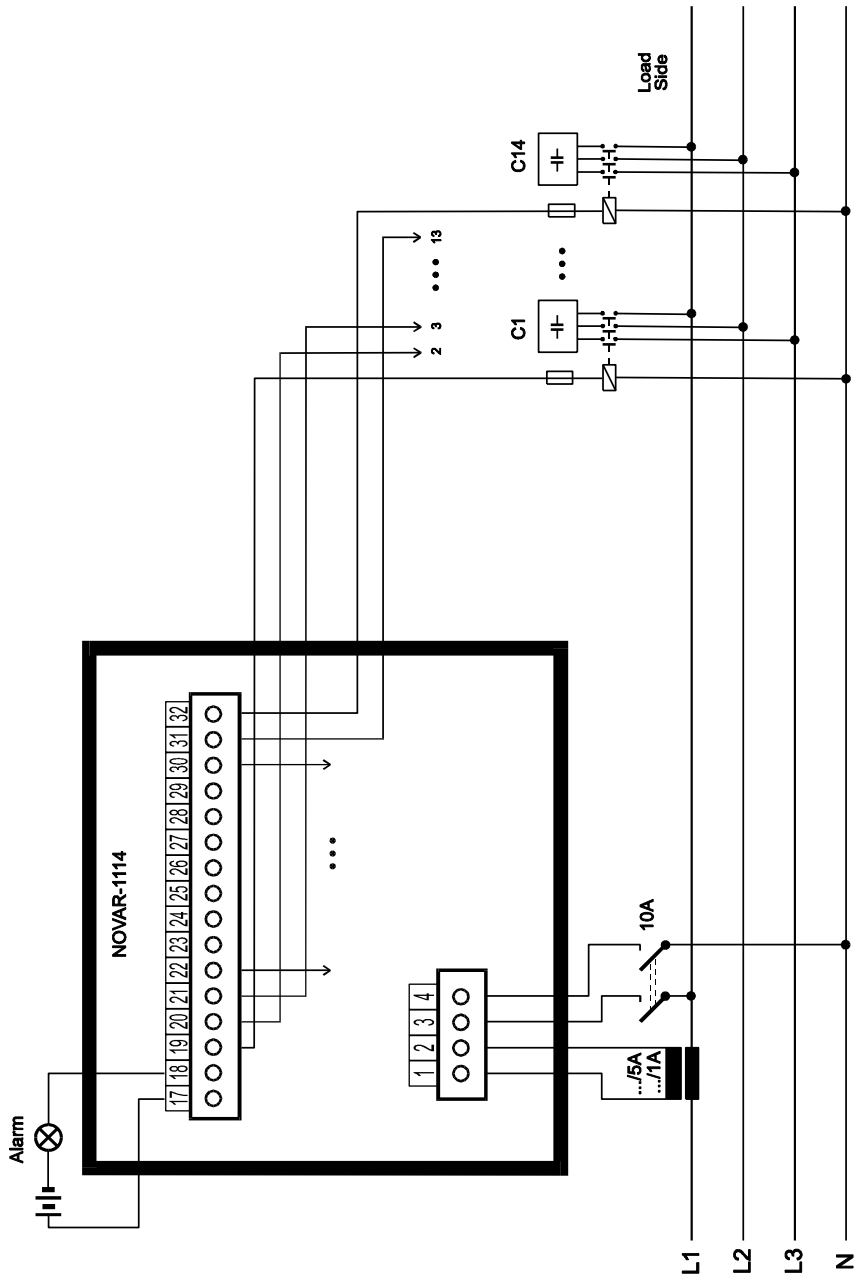 Alarm
NOVAR-1114
17 18 19 20 21 22 23 24 25 26 27 28 29 30 31 32
1 2 3 4
.../5A
.../1A
10A
2 3 ••• 13
C1 ••• C14
Load
Side
L1
L2
L3
N